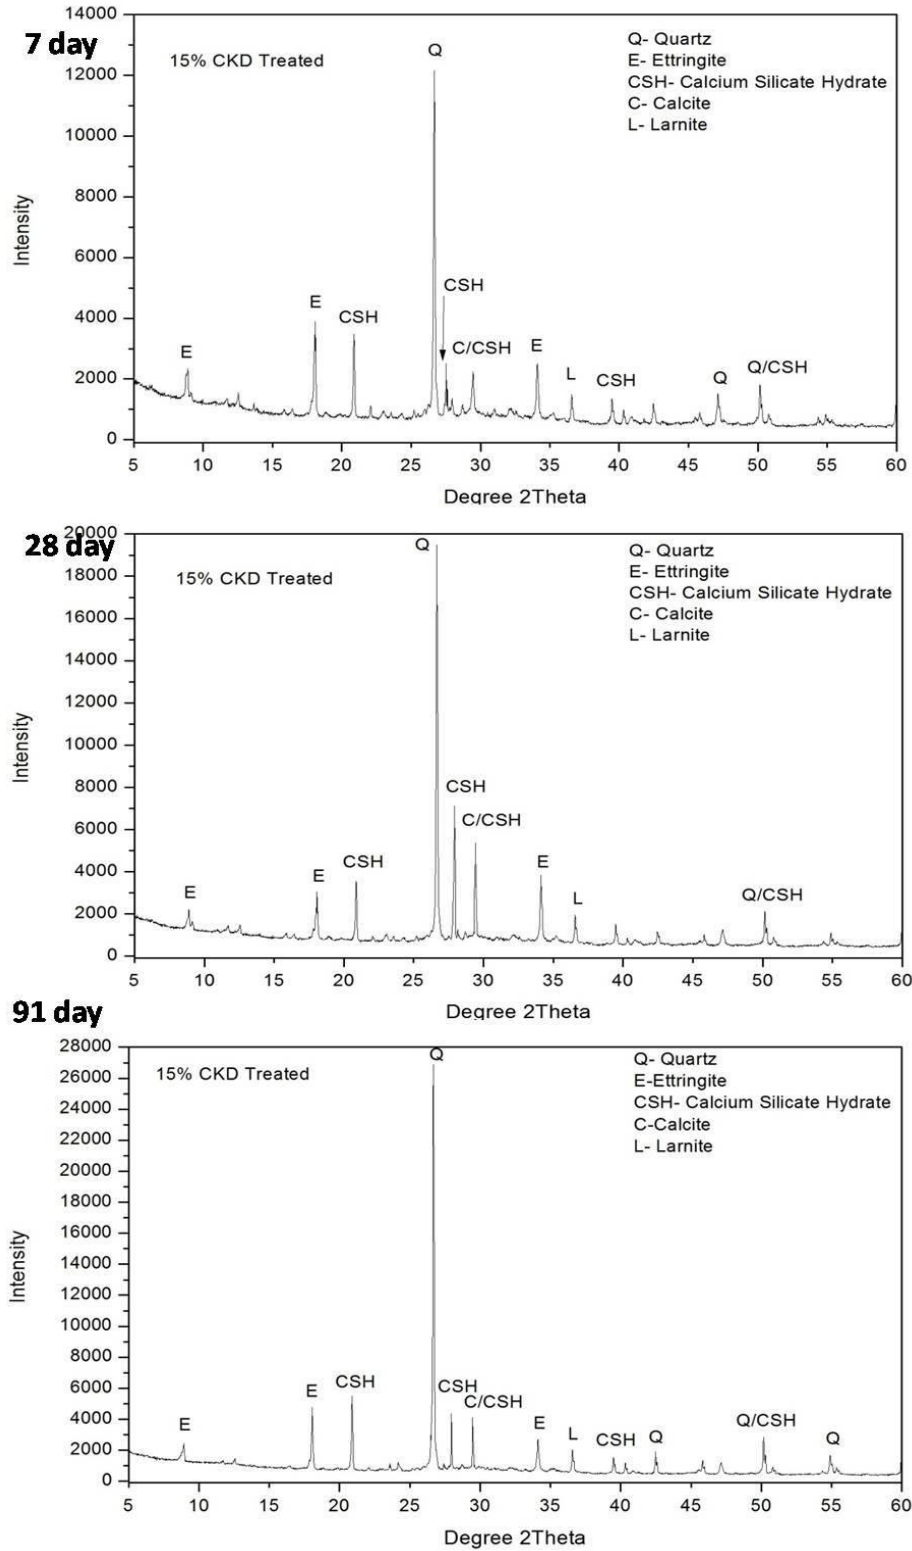 7 day
15% CKD Treated
Q- Quartz
E- Ettringite
CSH- Calcium Silicate Hydrate
C- Calcite
L- Larnite
14000
12000
10000
8000
6000
4000
2000
0
Intensity
E
E
CSH
Q
CSH
C/CSH
E
L
CSH
Q
Q/CSH
5 10 15 20 25 30 35 40 45 50 55 60
Degree 2Theta
28 day
15% CKD Treated
Q- Quartz
E- Ettringite
CSH- Calcium Silicate Hydrate
C- Calcite
L- Larnite
20000
18000
16000
14000
12000
10000
8000
6000
4000
2000
0
Intensity
E
E
CSH
Q
CSH
C/CSH
E
L
Q/CSH
5 10 15 20 25 30 35 40 45 50 55 60
Degree 2Theta
91 day
15% CKD Treated
Q- Quartz
E-Ettringite
CSH- Calcium Silicate Hydrate
C-Calcite
L- Larnite
28000
26000
24000
22000
20000
18000
16000
14000
12000
10000
8000
6000
4000
2000
0
Intensity
E
E
CSH
Q
CSH
C/CSH
E
L
CSH
Q
Q/CSH
Q
5 10 15 20 25 30 35 40 45 50 55 60
Degree 2Theta